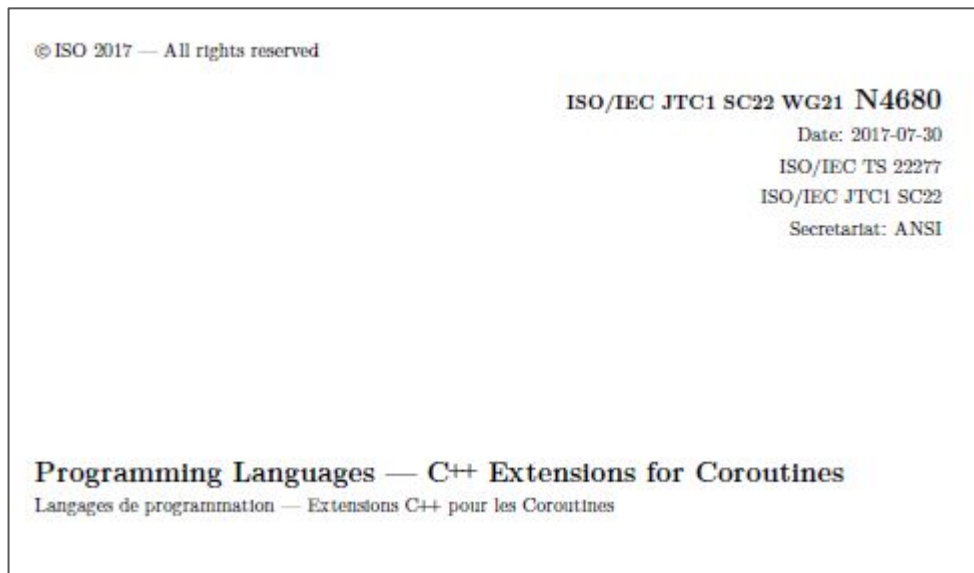 © ISO 2017 — All rights reserved
ISO/IEC JTC1 SC22 WG21 N4680
Date: 2017-07-30
ISO/IEC TS 22277
ISO/IEC JTC1 SC22
Secretariat: ANSI
Programming Languages — C++ Extensions for Coroutines
Langages de programmation — Extensions C++ pour les Coroutines